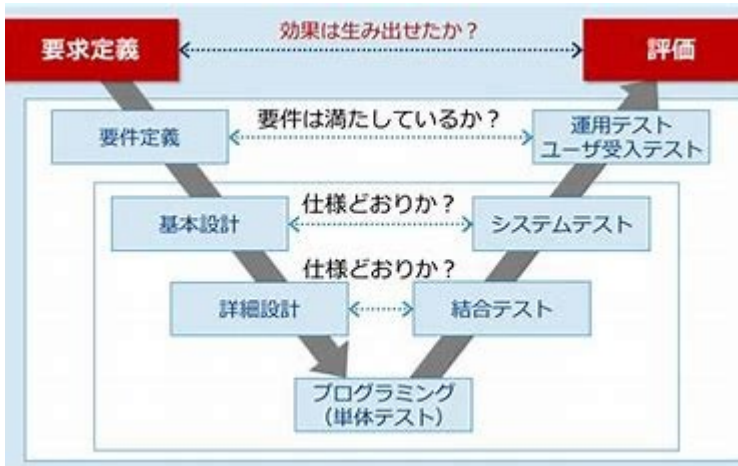 要求定義
効果は生み出せたか？
評価
要件定義
要件は満たしているか？
運用テスト
ユーザ受入テスト
基本設計
仕様どおりか？
システムテスト
詳細設計
仕様どおりか？
結合テスト
プログラミング
（単体テスト）